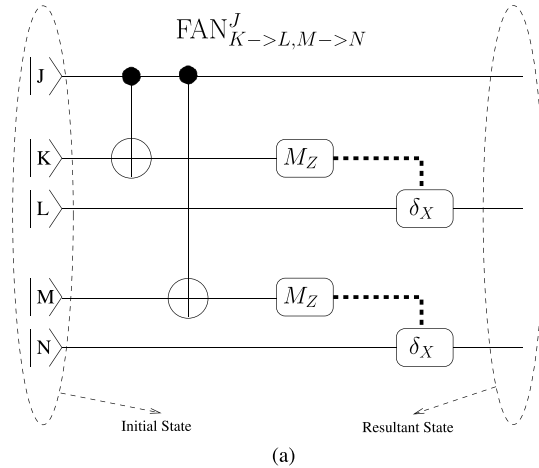 FAN^J_{K->L,M->N}
|J⟩
|K⟩ M_Z
|L⟩ δ_X
|M⟩ M_Z
|N⟩ δ_X
Initial State Resultant State
(a)